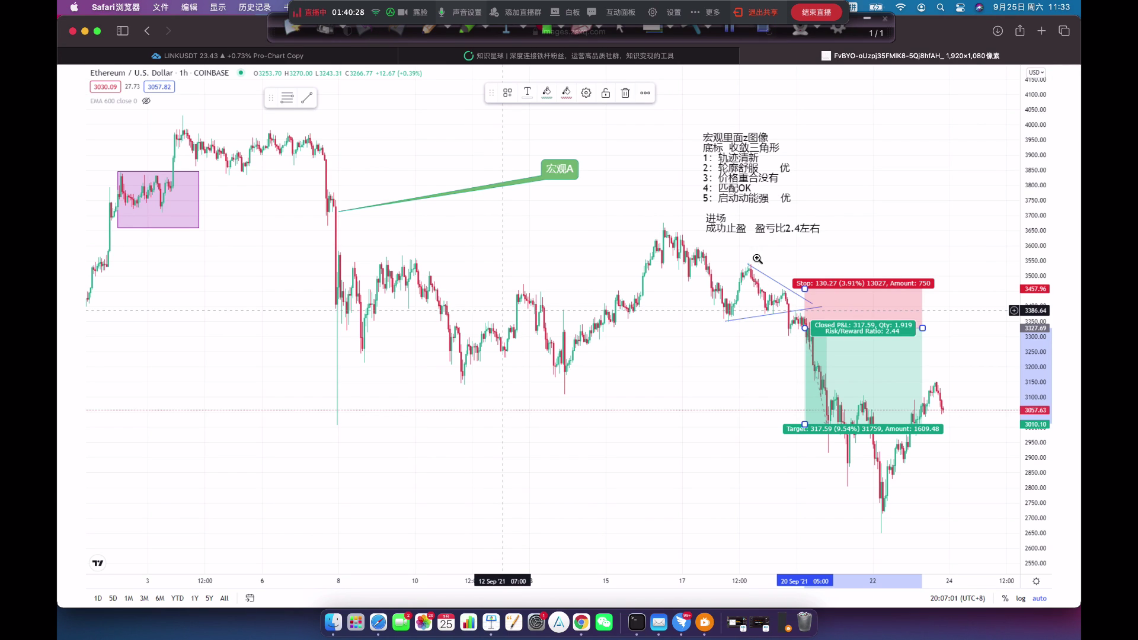 Safari浏览器 文件 编辑 显示 历史记录
直播中 01:40:28 露脸 声音设置 追加直播群 白板 互动面板 设置 更多 退出共享 结束直播
9月25日 周六 11:33
1/1
LINKUSDT 23.43 ▲ +0.73% Pro-Chart Copy
知识星球 | 深度连接铁杆粉丝，运营高品质社群，知识变现的工具
FvBYO-oUzpj35FMIK8-5Qi8hfAH_ 1,920×1,080像素
Ethereum / U.S. Dollar · 1h · COINBASE O3253.70 H3270.00 L3243.31 C3266.77 +12.67 (+0.39%)
3030.09 27.73 3057.82
EMA 600 close 0
USD
4150.00
4100.00
4050.00
4000.00
3950.00
3900.00
3850.00
3800.00
3750.00
3700.00
3650.00
3600.00
3550.00
3500.00
3457.96
3386.64
3350.00
3327.69
3300.00
3250.00
3200.00
3150.00
3100.00
3057.63
3010.10
2950.00
2900.00
2850.00
2800.00
2750.00
2700.00
2650.00
2600.00
2550.00
宏观A
宏观里面z图像
底标 收敛三角形
1：轨迹清新
2：轮廓舒服 优
3：价格重合没有
4：匹配OK
5：启动动能强 优
进场
成功止盈 盈亏比2.4左右
Stop: 130.27 (3.91%) 13027, Amount: 750
Closed P&L: 317.59, Qty: 1.919
Risk/Reward Ratio: 2.44
Target: 317.59 (9.54%) 31759, Amount: 1609.48
3 12:00 6 8 10 12 Sep '21 07:00 15 17 12:00 20 Sep '21 05:00 22 24 12:00
1D 5D 1M 3M 6M YTD 1Y 5Y All
20:07:01 (UTC+8) % log auto